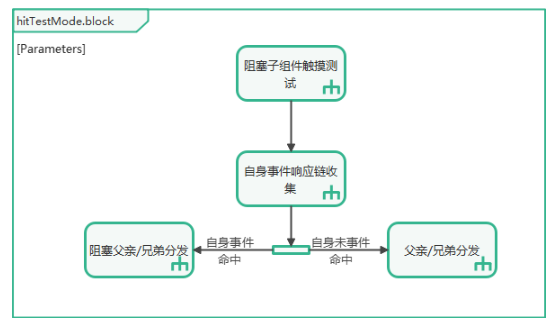 hitTestMode.block
[Parameters]
阻塞子组件触摸测
试
自身事件响应链收
集
自身事件
命中
自身未事件
命中
阻塞父亲/兄弟分发
父亲/兄弟分发